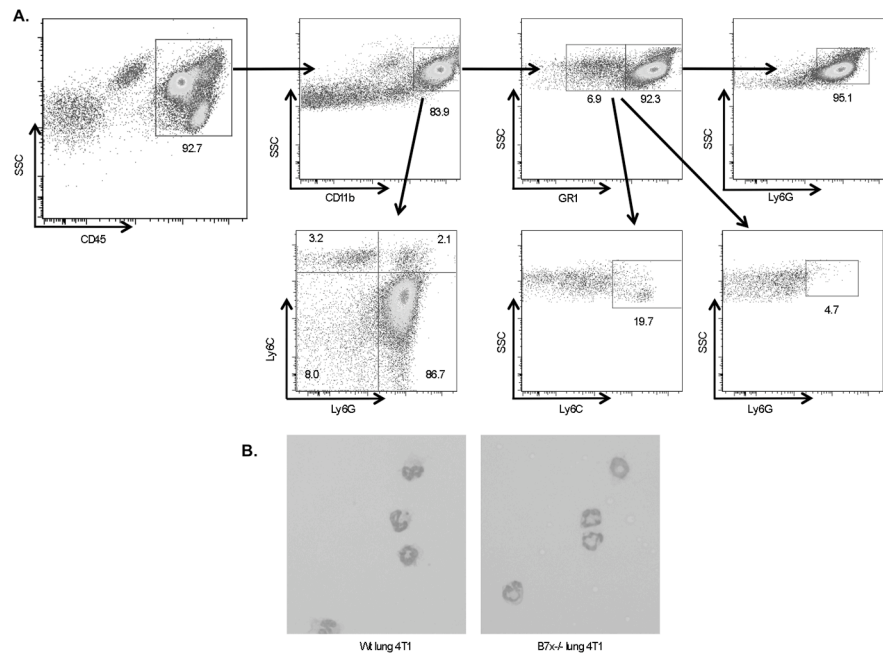 A.
SSC
92.7
CD45
SSC
83.9
CD11b
SSC
6.9
92.3
GR1
SSC
95.1
Ly6G
3.2
2.1
Ly6C
8.0
86.7
Ly6G
SSC
19.7
Ly6C
SSC
4.7
Ly6G
B.
Wt lung 4T1
B7x-/- lung 4T1